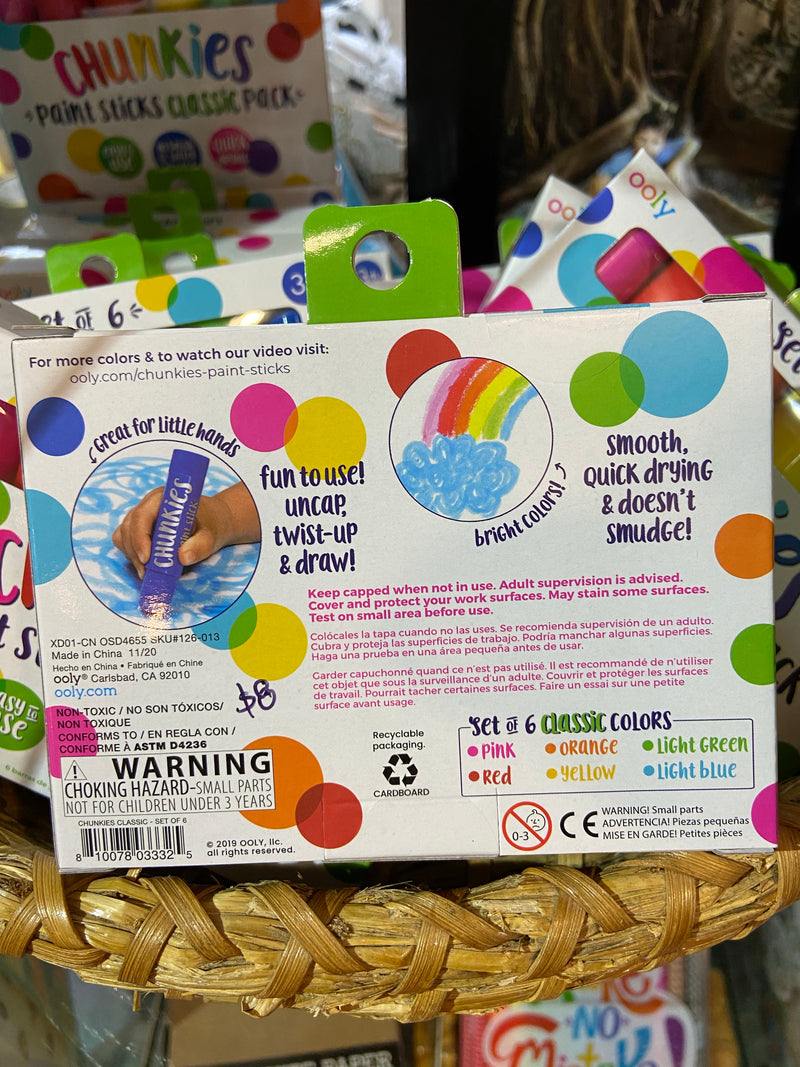 CHUNKIES
PAINT STICKS CLASSIC PACK
ooly
SET OF 6
For more colors & to watch our video visit:
ooly.com/chunkies-paint-sticks
Great for little hands
CHUNKIES
fun to use!
uncap,
twist-up
& draw!
bright colors!
smooth,
quick drying
& doesn't
smudge!
Keep capped when not in use. Adult supervision is advised.
Cover and protect your work surfaces. May stain some surfaces.
Test on small area before use.
Colócales la tapa cuando no las uses. Se recomienda supervisión de un adulto.
Cubra y proteja las superficies de trabajo. Podría manchar algunas superficies.
Haga una prueba en una área pequeña antes de usar.
Garder capuchonné quand ce n'est pas utilisé. Il est recommandé de n'utiliser
cet objet que sous la surveillance d'un adulte. Couvrir et protéger les surfaces
de travail. Pourrait tacher certaines surfaces. Faire un essai sur une petite
surface avant usage.
XD01-CN OSD4655 SKU#126-013
Made in China 11/20
Hecho en China • Fabriqué en Chine
ooly® Carlsbad, CA 92010
ooly.com
$8
NON-TOXIC / NO SON TÓXICOS/
NON TOXIQUE
CONFORMS TO / EN REGLA CON /
CONFORME À ASTM D4236
WARNING
CHOKING HAZARD-SMALL PARTS
NOT FOR CHILDREN UNDER 3 YEARS
CHUNKIES CLASSIC - SET OF 6
8 10078 03332 5
© 2019 OOLY, llc.
all rights reserved.
Recyclable
packaging.
CARDBOARD
SET OF 6 CLASSIC COLORS
PINK ORANGE LIGHT GREEN
RED YELLOW LIGHT BLUE
0-3
CE
WARNING! Small parts
ADVERTENCIA! Piezas pequeñas
MISE EN GARDE! Petites pièces
NO